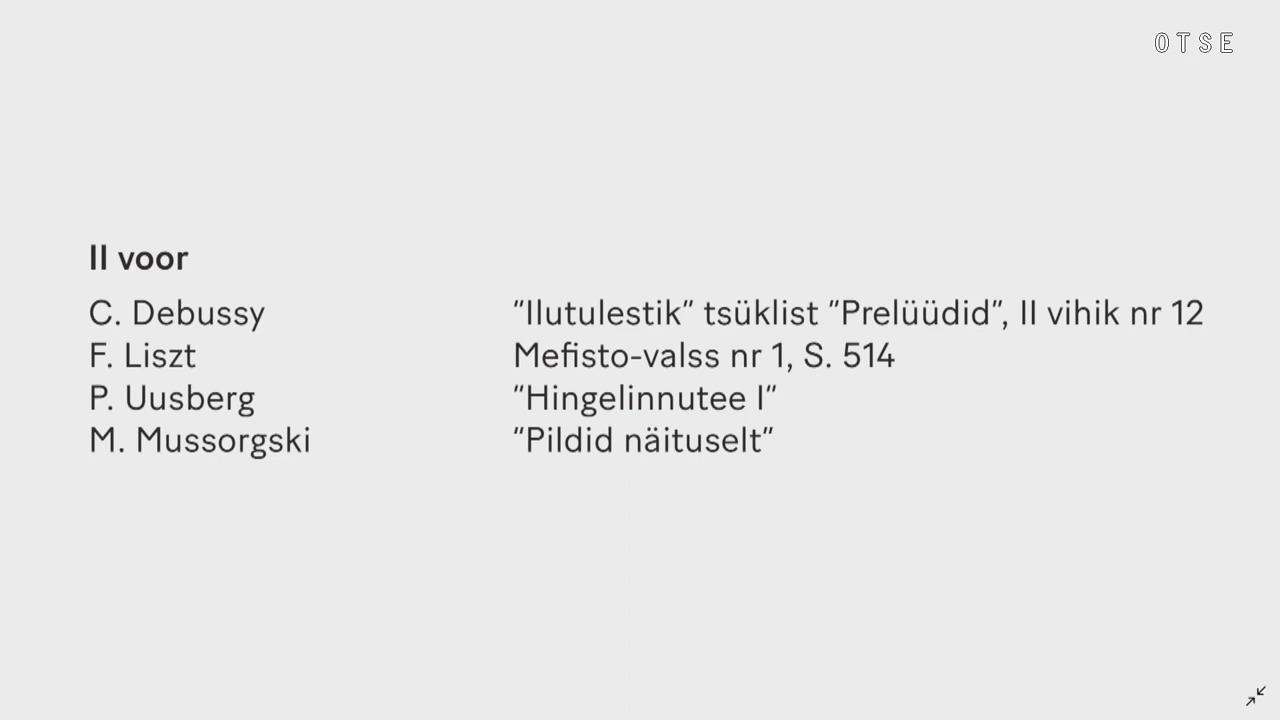 OTSE
II voor
C. Debussy "Ilutulestik" tsüklist "Prelüüdid", II vihik nr 12
F. Liszt Mefisto-valss nr 1, S. 514
P. Uusberg "Hingelinnutee I"
M. Mussorgski "Pildid näituselt"